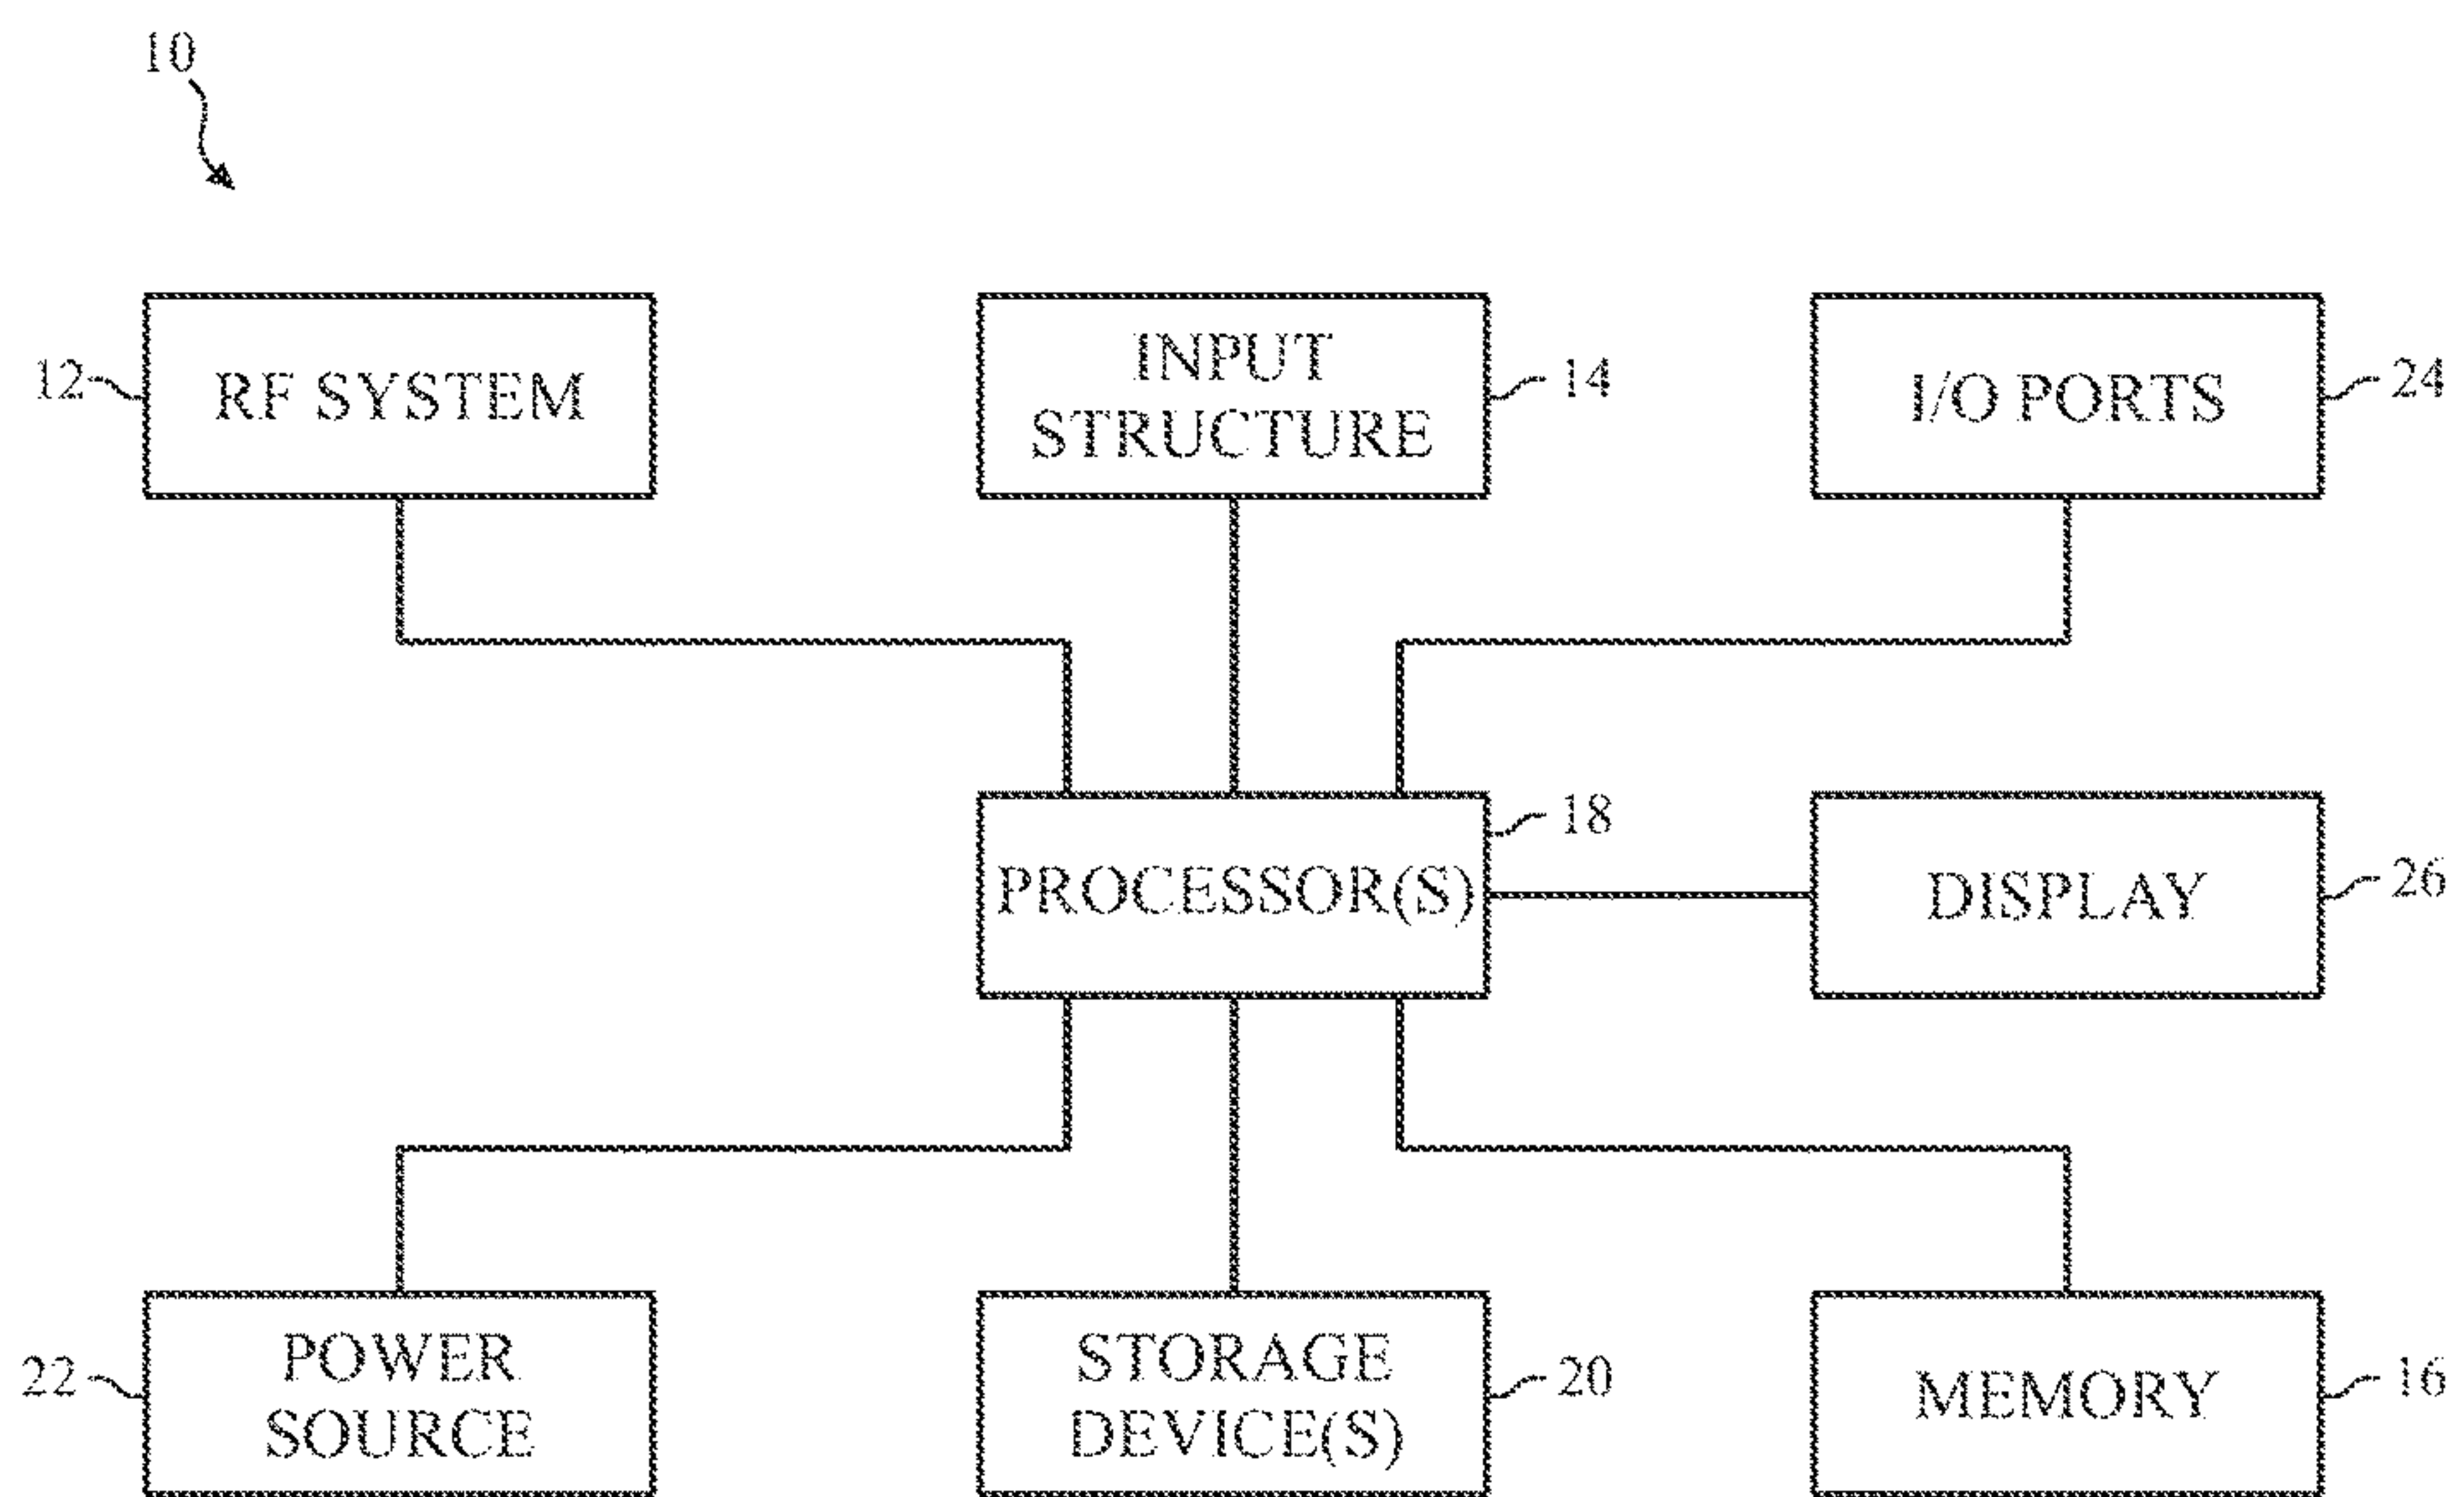 10
12
RF SYSTEM
INPUT
STRUCTURE
14
I/O PORTS
24
PROCESSOR(S)
18
DISPLAY
26
22
POWER
SOURCE
STORAGE
DEVICE(S)
20
MEMORY
16